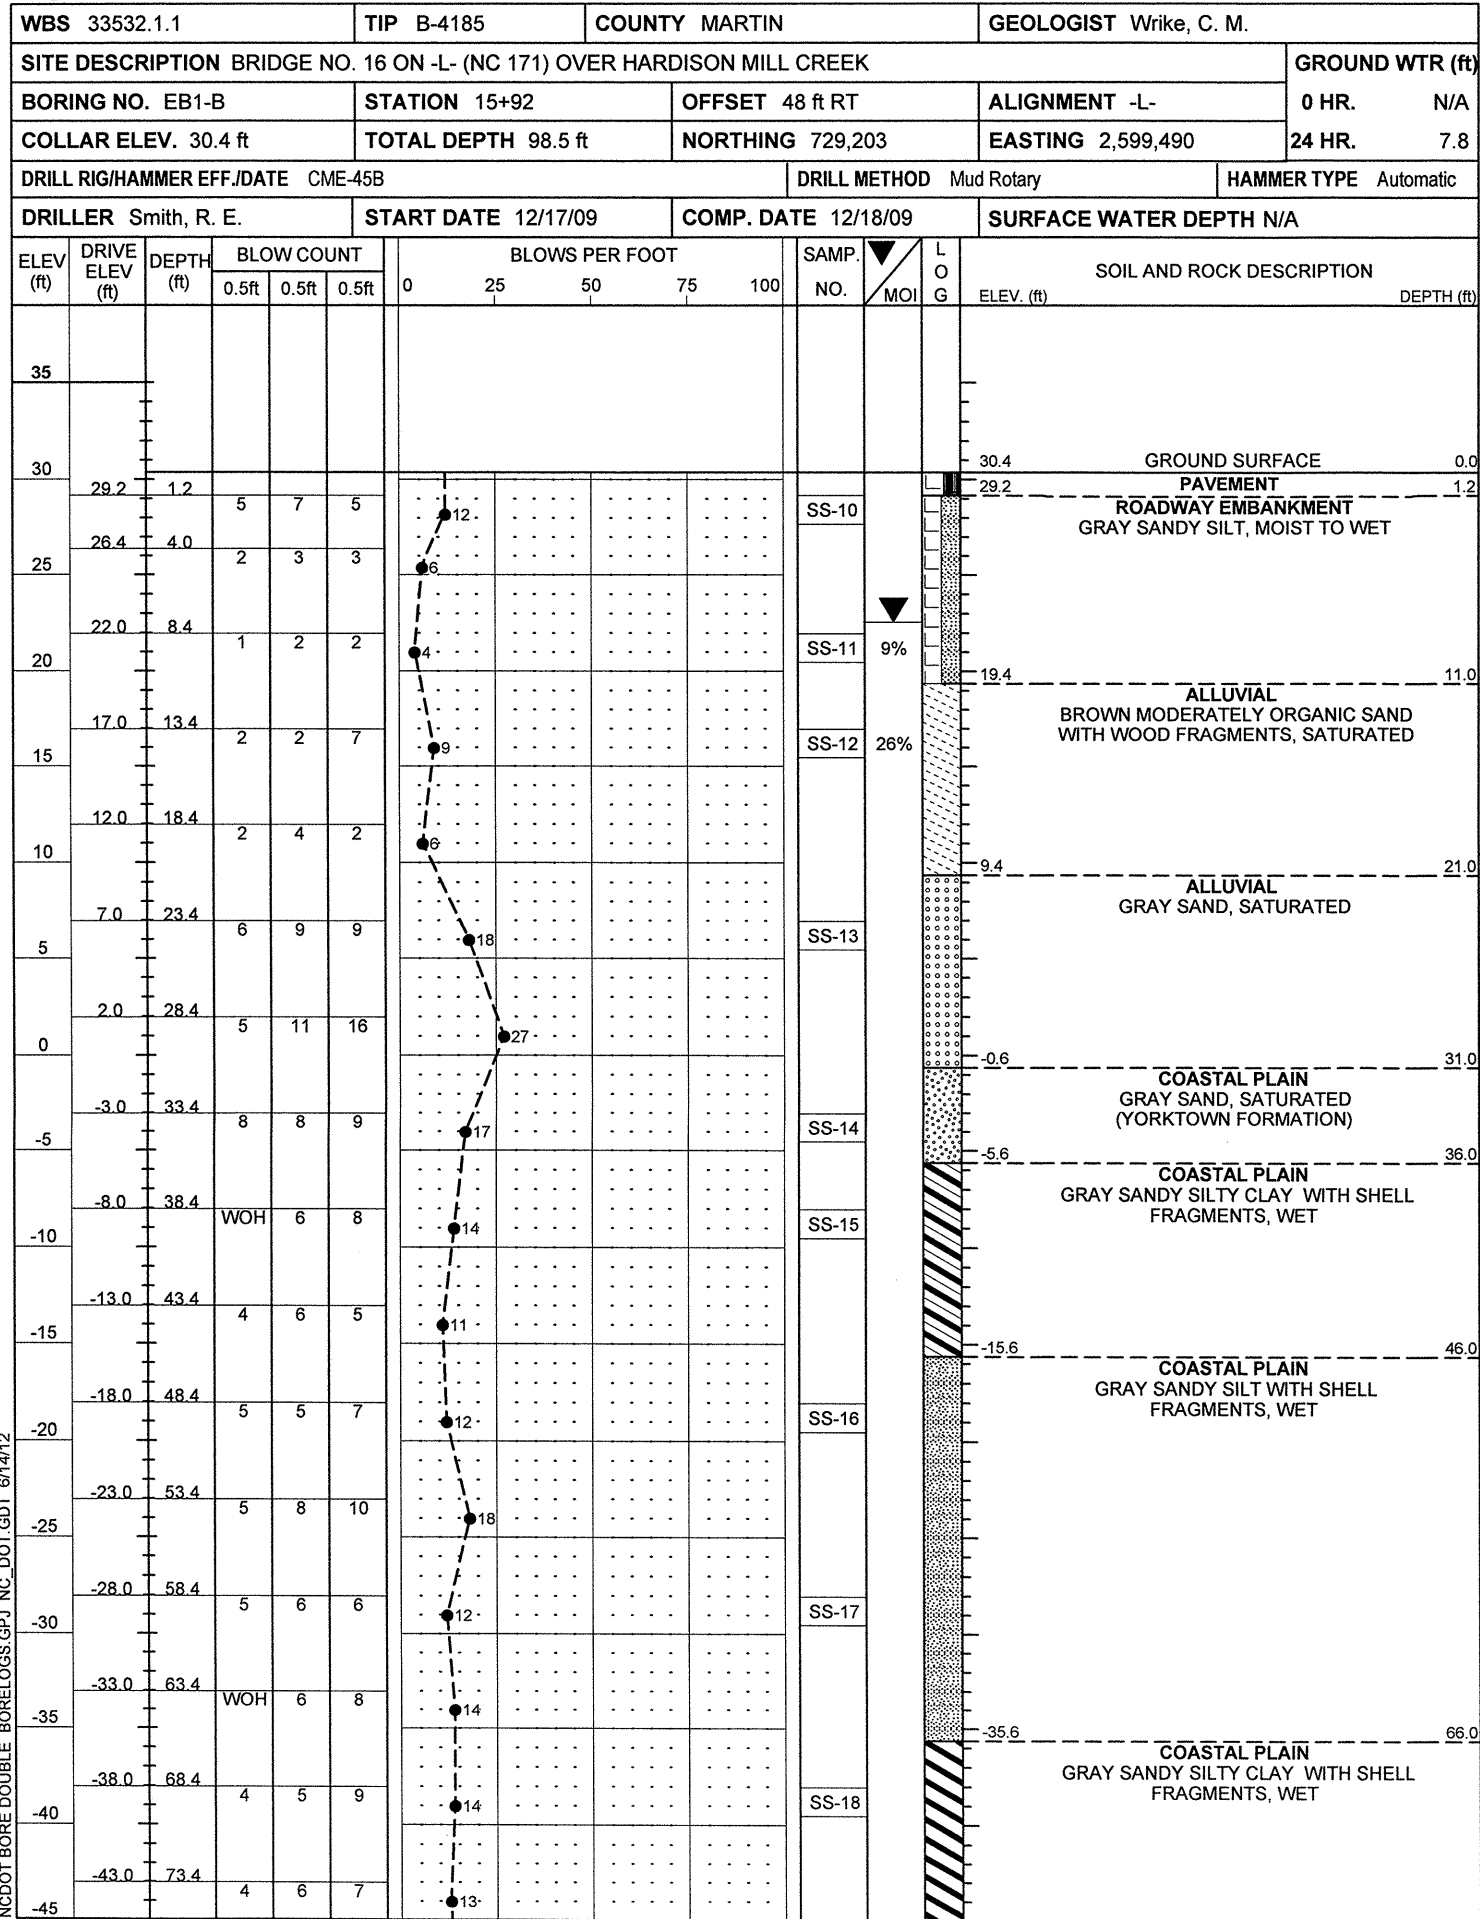 WBS 33532.1.1 TIP B-4185 COUNTY MARTIN GEOLOGIST Wrike, C. M.
SITE DESCRIPTION BRIDGE NO. 16 ON -L- (NC 171) OVER HARDISON MILL CREEK GROUND WTR (ft)
BORING NO. EB1-B STATION 15+92 OFFSET 48 ft RT ALIGNMENT -L- 0 HR. N/A
COLLAR ELEV. 30.4 ft TOTAL DEPTH 98.5 ft NORTHING 729,203 EASTING 2,599,490 24 HR. 7.8
DRILL RIG/HAMMER EFF./DATE CME-45B DRILL METHOD Mud Rotary HAMMER TYPE Automatic
DRILLER Smith, R. E. START DATE 12/17/09 COMP. DATE 12/18/09 SURFACE WATER DEPTH N/A
ELEV (ft) DRIVE ELEV (ft) DEPTH (ft) BLOW COUNT BLOWS PER FOOT SAMP. NO. MOI LOG SOIL AND ROCK DESCRIPTION
0.5ft 0.5ft 0.5ft 0 25 50 75 100 ELEV. (ft) DEPTH (ft)
35
30 30.4 GROUND SURFACE 0.0
29.2 1.2 29.2 PAVEMENT 1.2
5 7 5 12 SS-10 ROADWAY EMBANKMENT
GRAY SANDY SILT, MOIST TO WET
26.4 4.0
25 2 3 3 6
22.0 8.4
1 2 2 4 SS-11 9%
20 19.4 11.0
ALLUVIAL
BROWN MODERATELY ORGANIC SAND
17.0 13.4
2 2 7 9 SS-12 26% WITH WOOD FRAGMENTS, SATURATED
15
12.0 18.4
2 4 2 6
10 9.4 21.0
ALLUVIAL
GRAY SAND, SATURATED
7.0 23.4
6 9 9 18 SS-13
5
2.0 28.4
5 11 16 27
0 -0.6 31.0
COASTAL PLAIN
GRAY SAND, SATURATED
-3.0 33.4
8 8 9 17 SS-14 (YORKTOWN FORMATION)
-5 -5.6 36.0
COASTAL PLAIN
GRAY SANDY SILTY CLAY WITH SHELL
-8.0 38.4
WOH 6 8 14 SS-15 FRAGMENTS, WET
-10
-13.0 43.4
4 6 5 11
-15 -15.6 46.0
COASTAL PLAIN
GRAY SANDY SILT WITH SHELL
-18.0 48.4
5 5 7 12 SS-16 FRAGMENTS, WET
-20
-23.0 53.4
5 8 10 18
-25
-28.0 58.4
5 6 6 12 SS-17
-30
-33.0 63.4
WOH 6 8 14
-35 -35.6 66.0
COASTAL PLAIN
GRAY SANDY SILTY CLAY WITH SHELL
-38.0 68.4
4 5 9 14 SS-18 FRAGMENTS, WET
-40
-43.0 73.4
4 6 7 13
-45
NCDOT BORE DOUBLE BORELOGS.GPJ NC_DOT.GDT 6/14/12